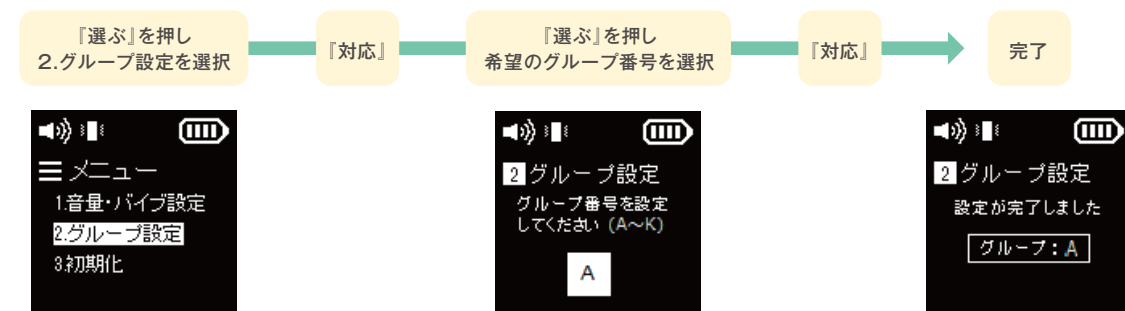 『選ぶ』を押し
2.グループ設定を選択
『対応』
『選ぶ』を押し
希望のグループ番号を選択
『対応』
完了
メニュー
1.音量・バイブ設定
2.グループ設定
3.初期化
2 グループ設定
グループ番号を設定
してください (A〜K)
A
2 グループ設定
設定が完了しました
グループ：A